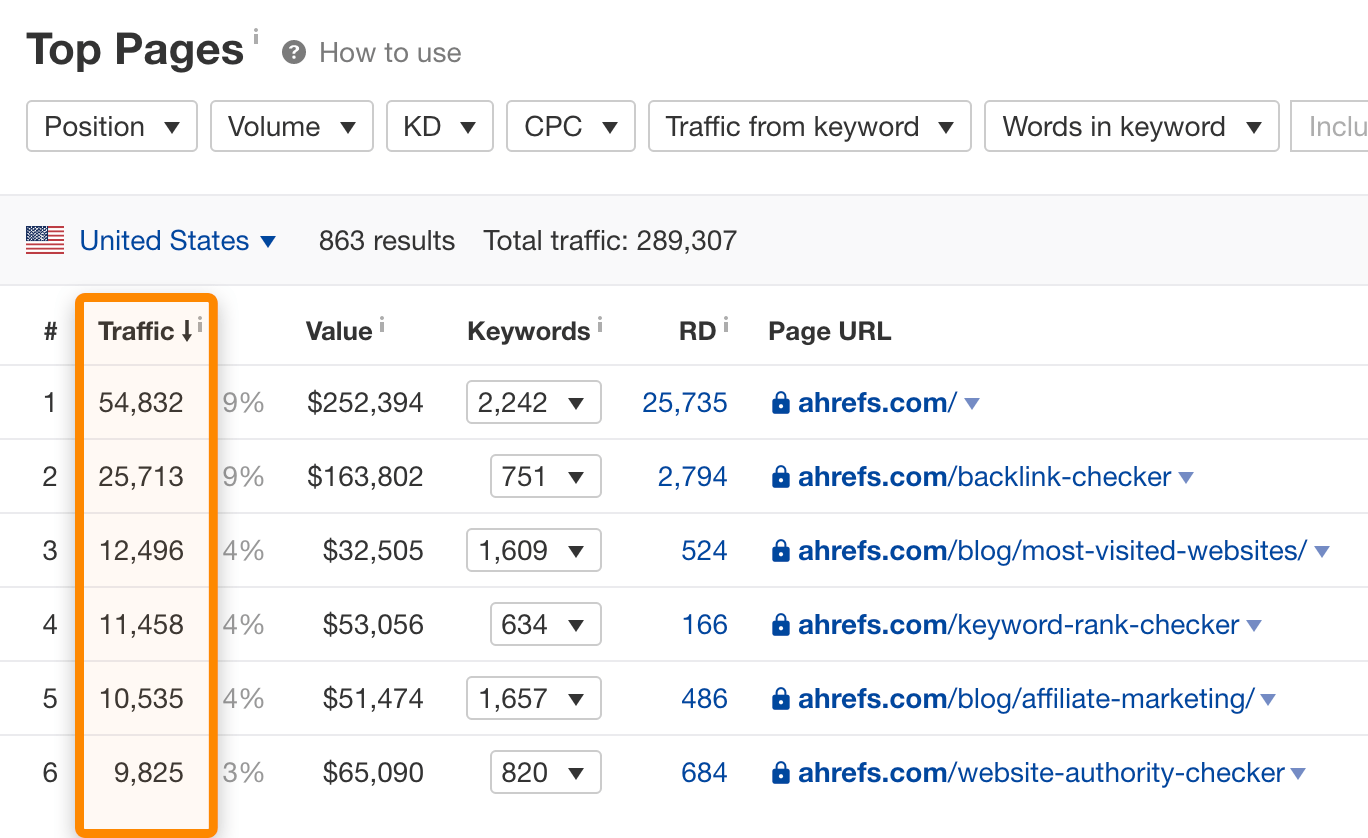 Top Pages i ? How to use
Position ▼ Volume ▼ KD ▼ CPC ▼ Traffic from keyword ▼ Words in keyword ▼ Inclu
United States ▼ 863 results Total traffic: 289,307
# Traffic ↓ i Value i Keywords i RD i Page URL
1 54,832 9% $252,394 2,242 ▼ 25,735 ahrefs.com/ ▼
2 25,713 9% $163,802 751 ▼ 2,794 ahrefs.com/backlink-checker ▼
3 12,496 4% $32,505 1,609 ▼ 524 ahrefs.com/blog/most-visited-websites/ ▼
4 11,458 4% $53,056 634 ▼ 166 ahrefs.com/keyword-rank-checker ▼
5 10,535 4% $51,474 1,657 ▼ 486 ahrefs.com/blog/affiliate-marketing/ ▼
6 9,825 3% $65,090 820 ▼ 684 ahrefs.com/website-authority-checker ▼